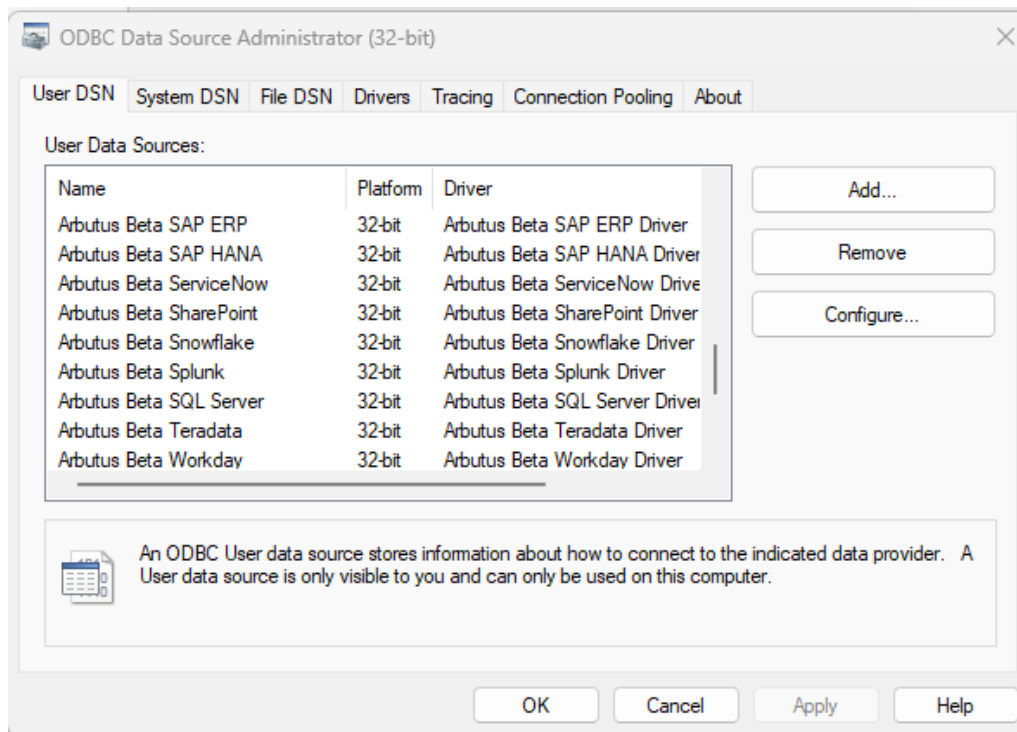 ODBC Data Source Administrator (32-bit)
User DSN System DSN File DSN Drivers Tracing Connection Pooling About
User Data Sources:
Name Platform Driver
Arbutus Beta SAP ERP 32-bit Arbutus Beta SAP ERP Driver
Arbutus Beta SAP HANA 32-bit Arbutus Beta SAP HANA Driver
Arbutus Beta ServiceNow 32-bit Arbutus Beta ServiceNow Drive
Arbutus Beta SharePoint 32-bit Arbutus Beta SharePoint Driver
Arbutus Beta Snowflake 32-bit Arbutus Beta Snowflake Driver
Arbutus Beta Splunk 32-bit Arbutus Beta Splunk Driver
Arbutus Beta SQL Server 32-bit Arbutus Beta SQL Server Driver
Arbutus Beta Teradata 32-bit Arbutus Beta Teradata Driver
Arbutus Beta Workday 32-bit Arbutus Beta Workday Driver
Add...
Remove
Configure...
An ODBC User data source stores information about how to connect to the indicated data provider. A
User data source is only visible to you and can only be used on this computer.
OK Cancel Apply Help